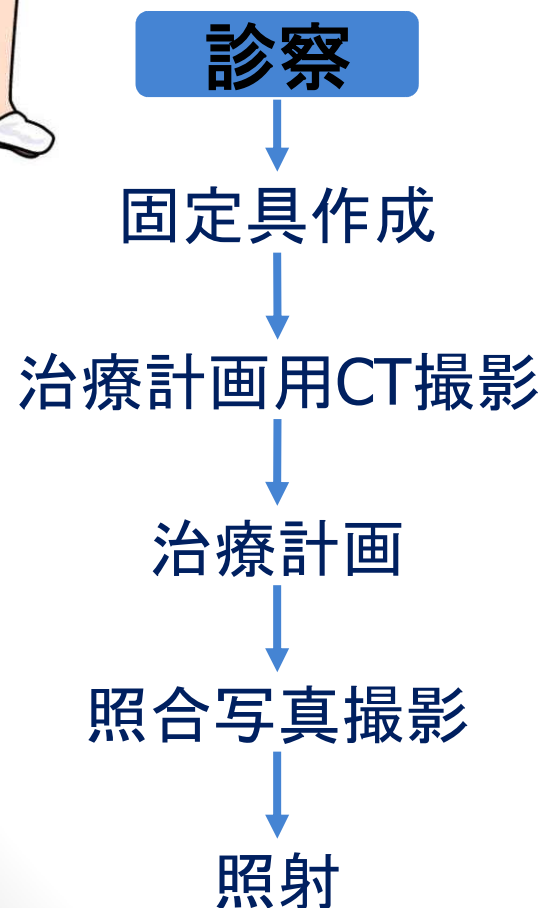 診察
固定具作成
治療計画用CT撮影
治療計画
照合写真撮影
照射